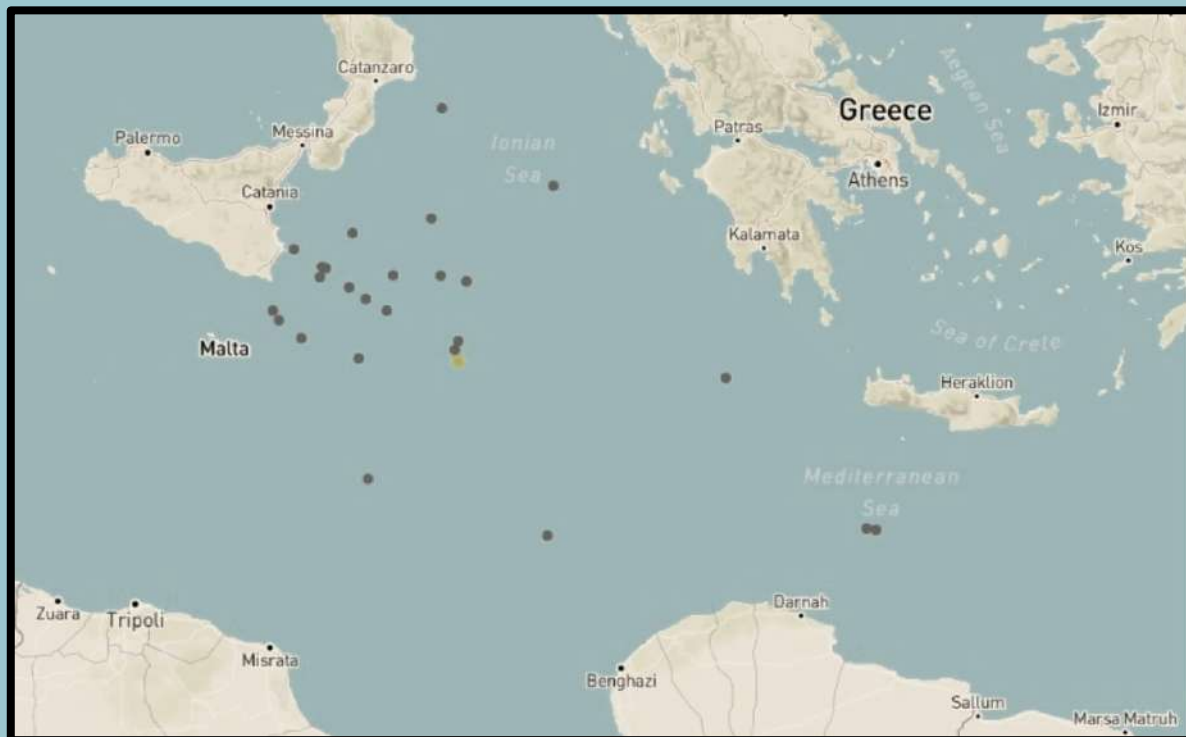 Catanzaro
Aegean Sea
Greece
Izmir
Palermo
Messina
Patras
Ionian
Sea
Athens
Catania
Kalamata
Kos
Malta
Sea of Crete
Heraklion
Mediterranean
Sea
Zuara
Tripoli
Darnah
Misrata
Benghazi
Sallum
Marsa Matruh